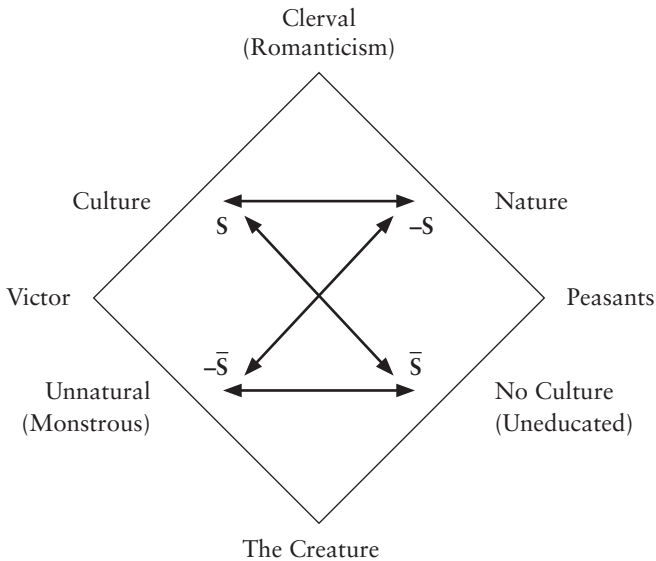 Clerval
(Romanticism)
Culture
Nature
S
–S
Victor
Peasants
–S̅
S̅
Unnatural
(Monstrous)
No Culture
(Uneducated)
The Creature